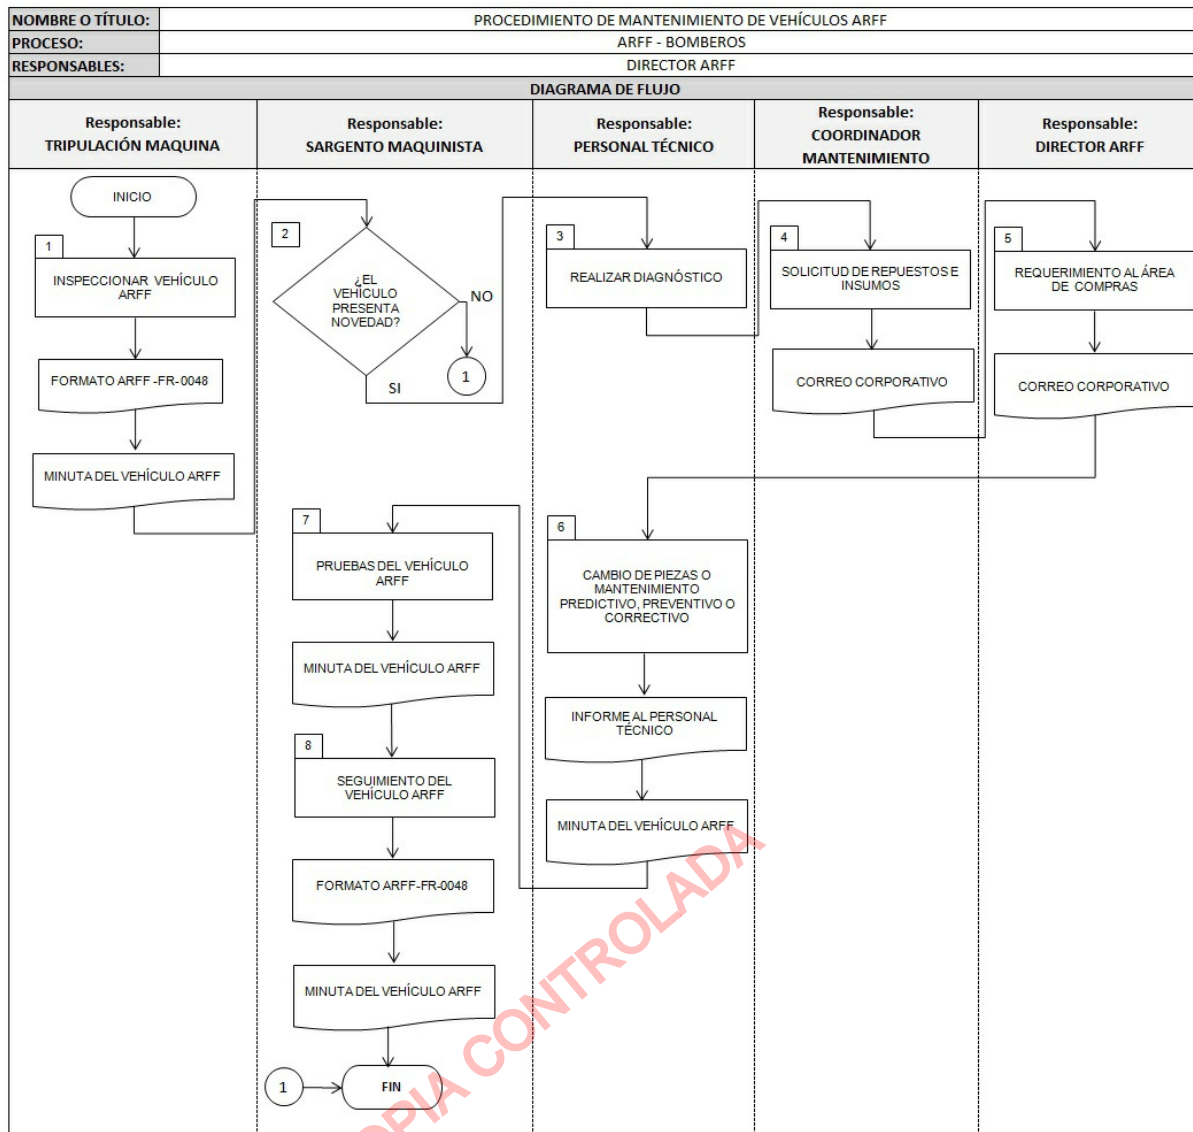 NOMBRE O TÍTULO: PROCEDIMIENTO DE MANTENIMIENTO DE VEHÍCULOS ARFF
PROCESO: ARFF - BOMBEROS
RESPONSABLES: DIRECTOR ARFF
DIAGRAMA DE FLUJO
Responsable:
TRIPULACIÓN MAQUINA
Responsable:
SARGENTO MAQUINISTA
Responsable:
PERSONAL TÉCNICO
Responsable:
COORDINADOR
MANTENIMIENTO
Responsable:
DIRECTOR ARFF
INICIO
1
INSPECCIONAR VEHÍCULO
ARFF
FORMATO ARFF -FR-0048
MINUTA DEL VEHÍCULO ARFF
2
¿EL
VEHÍCULO
PRESENTA
NOVEDAD?
NO
1
SI
3
REALIZAR DIAGNÓSTICO
4
SOLICITUD DE REPUESTOS E
INSUMOS
CORREO CORPORATIVO
5
REQUERIMIENTO AL ÁREA
DE COMPRAS
CORREO CORPORATIVO
6
CAMBIO DE PIEZAS O
MANTENIMIENTO
PREDICTIVO, PREVENTIVO O
CORRECTIVO
INFORME AL PERSONAL
TÉCNICO
MINUTA DEL VEHÍCULO ARFF
7
PRUEBAS DEL VEHÍCULO
ARFF
MINUTA DEL VEHÍCULO ARFF
8
SEGUIMIENTO DEL
VEHÍCULO ARFF
FORMATO ARFF-FR-0048
MINUTA DEL VEHÍCULO ARFF
1
FIN
OPIA CONTROLADA